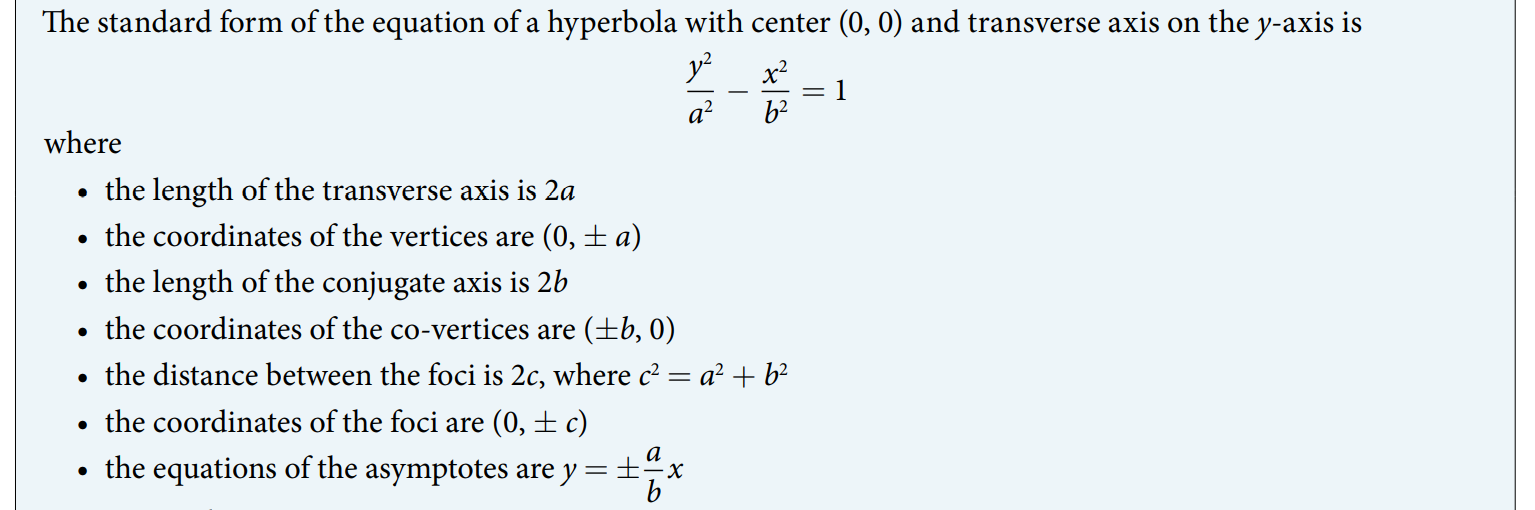 The standard form of the equation of a hyperbola with center (0, 0) and transverse axis on the y-axis is
y²/a² − x²/b² = 1
where
• the length of the transverse axis is 2a
• the coordinates of the vertices are (0, ± a)
• the length of the conjugate axis is 2b
• the coordinates of the co-vertices are (±b, 0)
• the distance between the foci is 2c, where c² = a² + b²
• the coordinates of the foci are (0, ± c)
• the equations of the asymptotes are y = ±a/b x